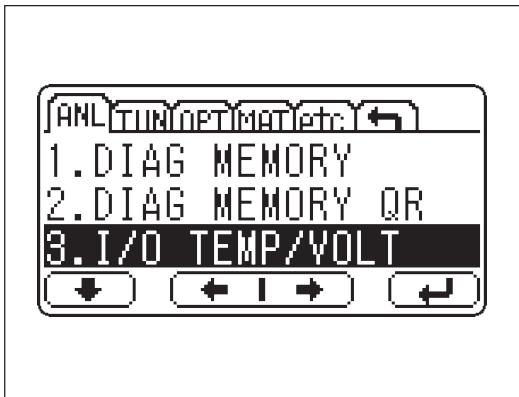 ANL TUN OPT MAT etc
1.DIAG MEMORY
2.DIAG MEMORY QR
3.I/O TEMP/VOLT